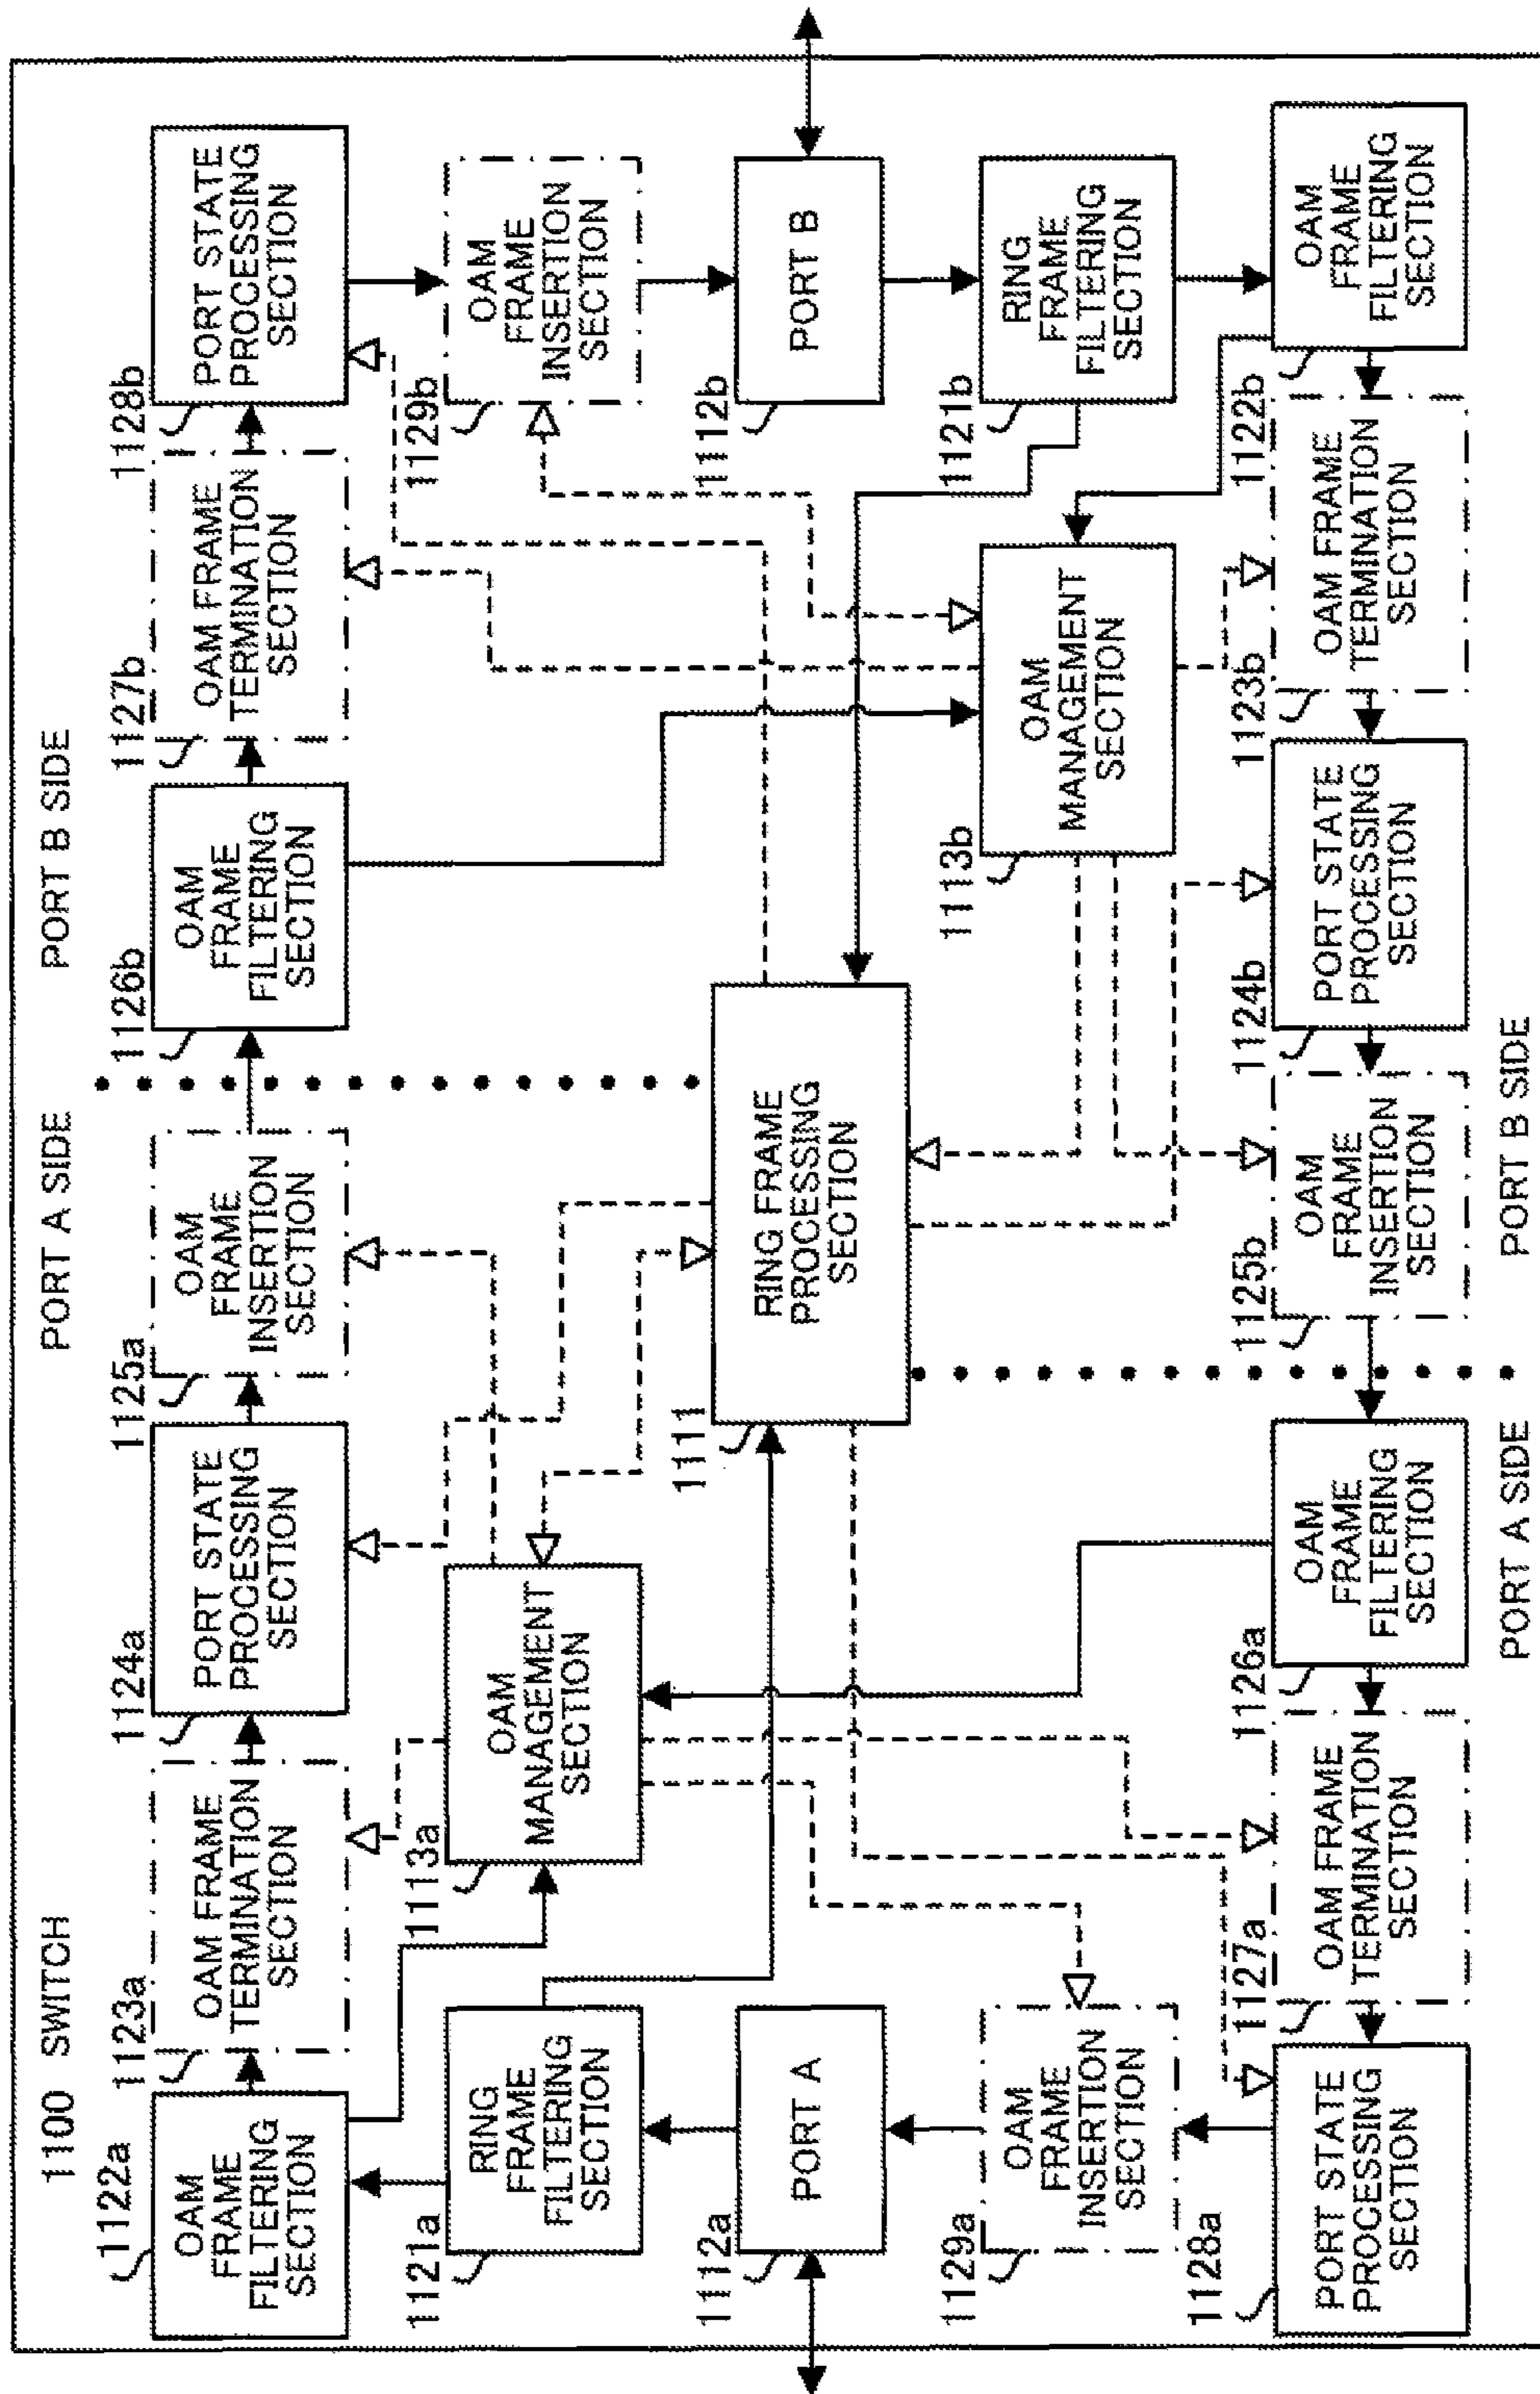 1100 SWITCH
PORT A SIDE
PORT B SIDE
1122a
OAM
FRAME
FILTERING
SECTION
1123a
OAM FRAME
TERMINATION
SECTION
1124a
PORT STATE
PROCESSING
SECTION
1125a
OAM
FRAME
INSERTION
SECTION
1126b
OAM
FRAME
FILTERING
SECTION
1127b
OAM FRAME
TERMINATION
SECTION
1128b
PORT STATE
PROCESSING
SECTION
1121a
RING
FRAME
FILTERING
SECTION
1113a
OAM
MANAGEMENT
SECTION
1129b
OAM
FRAME
INSERTION
SECTION
1112a
PORT A
1111
RING FRAME
PROCESSING
SECTION
1112b
PORT B
1129a
OAM
FRAME
INSERTION
SECTION
1113b
OAM
MANAGEMENT
SECTION
1121b
RING
FRAME
FILTERING
SECTION
1128a
PORT STATE
PROCESSING
SECTION
1127a
OAM FRAME
TERMINATION
SECTION
1126a
OAM
FRAME
FILTERING
SECTION
1125b
OAM
FRAME
INSERTION
SECTION
1124b
PORT STATE
PROCESSING
SECTION
1123b
OAM FRAME
TERMINATION
SECTION
1122b
OAM
FRAME
FILTERING
SECTION
PORT A SIDE
PORT B SIDE